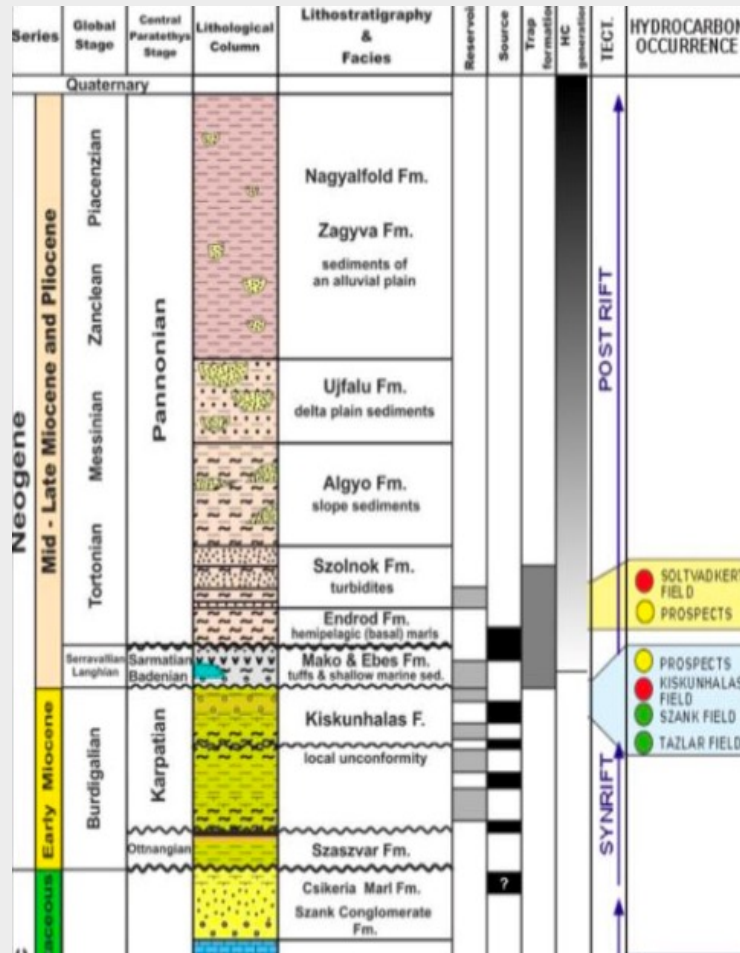 Series
Global
Stage
Central
Paratethys
Stage
Lithological
Column
Lithostratigraphy
&
Facies
Reservoi
Source
Trap
formation
HC
generation
TECT.
HYDROCARBON
OCCURRENCE
Quaternary
Neogene
Mid - Late Miocene and Pliocene
Piacenzian
Zanclean
Messinian
Tortonian
Pannonian
Nagyalfold Fm.
Zagyva Fm.
sediments of
an alluvial plain
Ujfalu Fm.
delta plain sediments
Algyo Fm.
slope sediments
Szolnok Fm.
turbidites
Endrod Fm.
hemipelagic (basal) marls
Serravallian
Langhian
Sarmatian
Badenian
Mako & Ebes Fm.
tuffs & shallow marine sed.
Early Miocene
Burdigalian
Karpatian
Kiskunhalas F.
local unconformity
Ottnangian
Szaszvar Fm.
aceous
Csikeria Marl Fm.
Szank Conglomerate
Fm.
?
POST RIFT
SYNRIFT
SOLTVADKERT
FIELD
PROSPECTS
PROSPECTS
KISKUNHALAS
FIELD
SZANK FIELD
TAZLAR FIELD